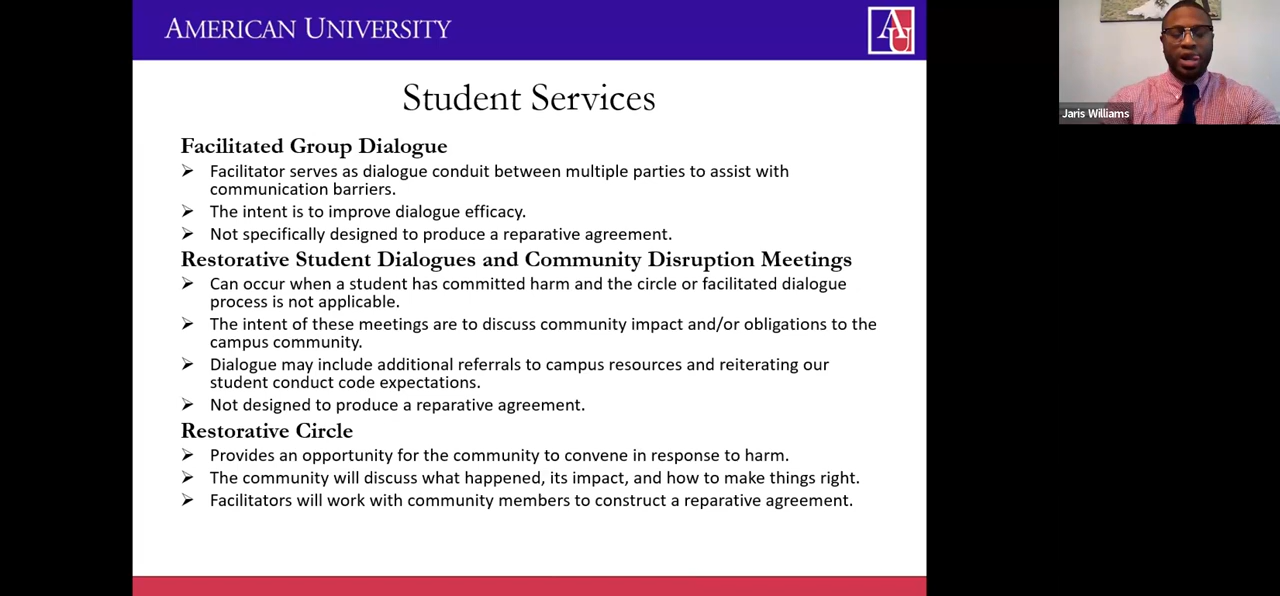 AMERICAN UNIVERSITY
AU
Jaris Williams
Student Services
Facilitated Group Dialogue
➢ Facilitator serves as dialogue conduit between multiple parties to assist with
communication barriers.
➢ The intent is to improve dialogue efficacy.
➢ Not specifically designed to produce a reparative agreement.
Restorative Student Dialogues and Community Disruption Meetings
➢ Can occur when a student has committed harm and the circle or facilitated dialogue
process is not applicable.
➢ The intent of these meetings are to discuss community impact and/or obligations to the
campus community.
➢ Dialogue may include additional referrals to campus resources and reiterating our
student conduct code expectations.
➢ Not designed to produce a reparative agreement.
Restorative Circle
➢ Provides an opportunity for the community to convene in response to harm.
➢ The community will discuss what happened, its impact, and how to make things right.
➢ Facilitators will work with community members to construct a reparative agreement.